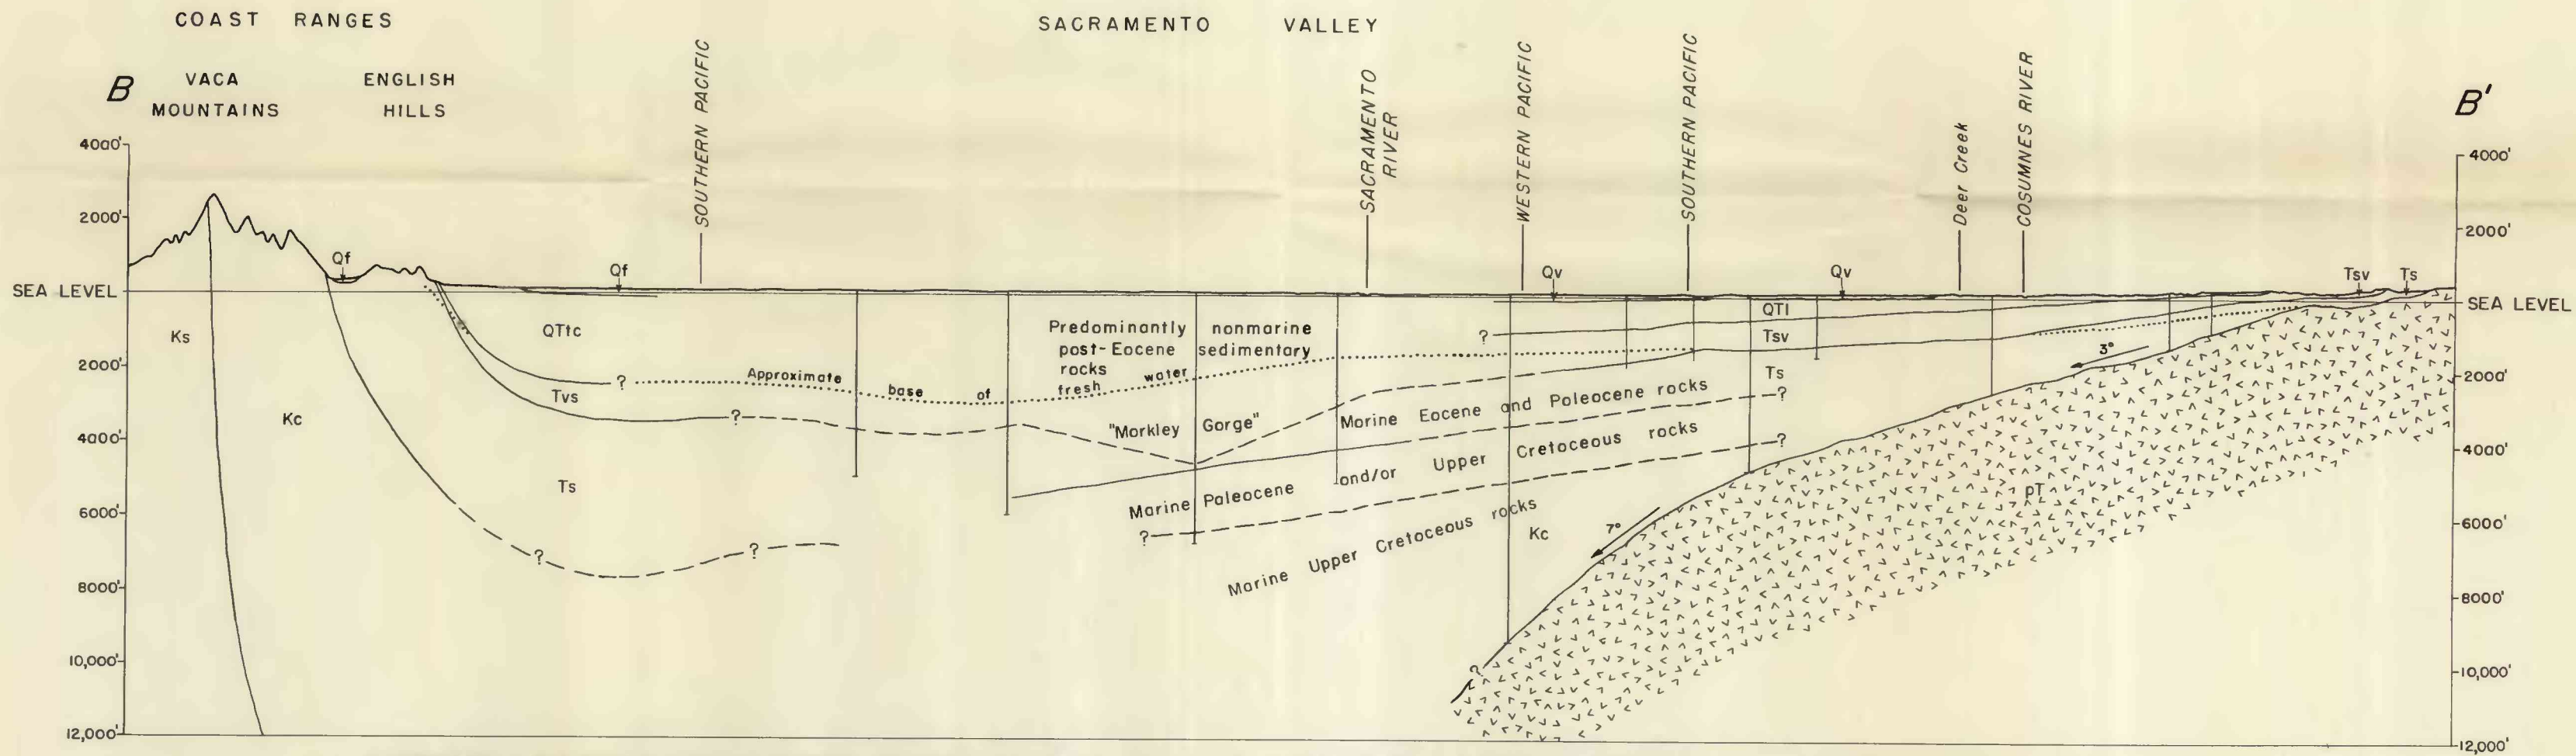 COAST RANGES
SACRAMENTO VALLEY
B
VACA
MOUNTAINS
ENGLISH
HILLS
SOUTHERN PACIFIC
SACRAMENTO
RIVER
WESTERN PACIFIC
SOUTHERN PACIFIC
Deer Creek
COSUMNES RIVER
B'
4000'
2000'
SEA LEVEL
2000'
4000'
6000'
8000'
10,000'
12,000'
Qf
Qf
Qv
Qv
Tsv
Ts
Ks
Kc
QTtc
Tvs
Ts
?
?
?
?
Approximate base of fresh water
Predominantly nonmarine
post-Eocene sedimentary
rocks
"Markley Gorge"
Marine Eocene and Paleocene rocks
?
Marine Paleocene and/or Upper Cretaceous rocks
?
?
Marine Upper Cretaceous rocks
Kc
?
QTl
Tsv
Ts
3°
7°
pT
?
4000'
2000'
SEA LEVEL
2000'
4000'
6000'
8000'
10,000'
12,000'